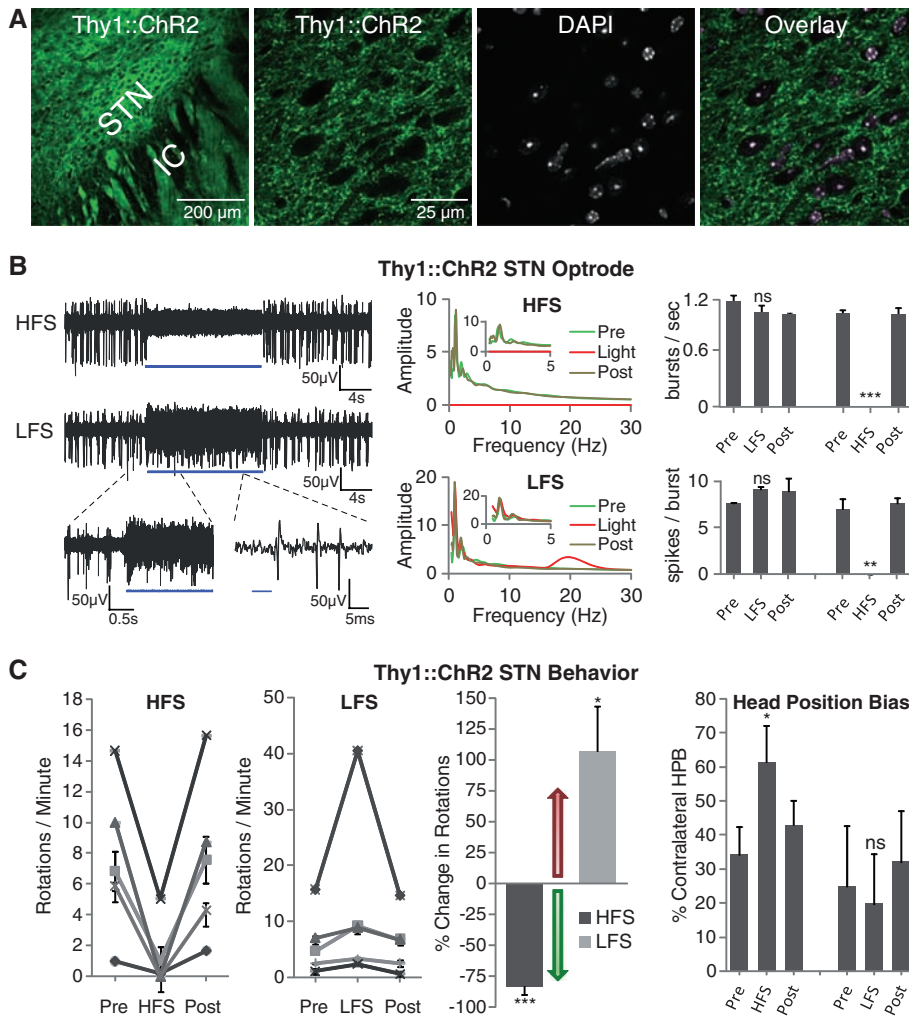 A
Thy1::ChR2
Thy1::ChR2
DAPI
Overlay
STN
IC
200 µm
25 µm
B
Thy1::ChR2 STN Optrode
HFS
50µV
4s
LFS
50µV
4s
50µV
0.5s
50µV
5ms
HFS
Amplitude
10
5
0
10
0
0
5
Pre
Light
Post
0
10
20
30
Frequency (Hz)
LFS
Amplitude
20
10
0
20
0
0
5
Pre
Light
Post
0
10
20
30
Frequency (Hz)
bursts / sec
1.2
0.6
0
ns
***
Pre
LFS
Post
Pre
HFS
Post
spikes / burst
10
5
0
ns
**
Pre
LFS
Post
Pre
HFS
Post
C
Thy1::ChR2 STN Behavior
HFS
Rotations / Minute
18
16
14
12
10
8
6
4
2
0
Pre
HFS
Post
LFS
Rotations / Minute
50
40
30
20
10
0
Pre
LFS
Post
% Change in Rotations
150
125
100
75
50
25
0
-25
-50
-75
-100
*
***
HFS
LFS
Head Position Bias
% Contralateral HPB
80
70
60
50
40
30
20
10
0
*
ns
Pre
HFS
Post
Pre
LFS
Post